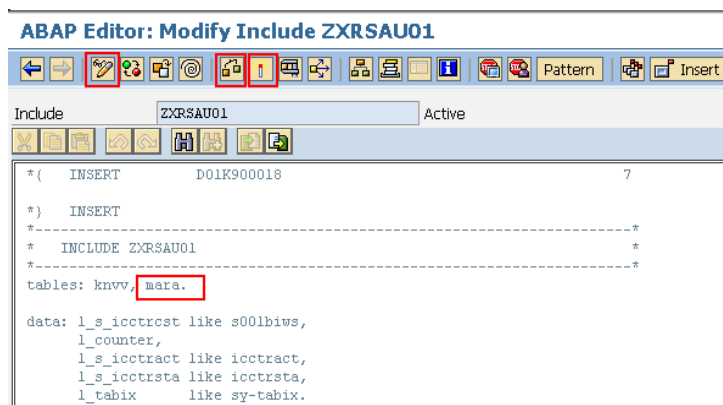 ABAP Editor: Modify Include ZXRSAU01
Pattern
Insert
Include ZXRSAU01 Active
*{   INSERT         D01K900018                                        7
*}   INSERT
*----------------------------------------------------------------------*
*   INCLUDE ZXRSAU01                                                   *
*----------------------------------------------------------------------*
tables: knvv, mara.
data: l_s_icctrcst like s001biws,
l_counter,
l_s_icctract like icctract,
l_s_icctrsta like icctrsta,
l_tabix      like sy-tabix.